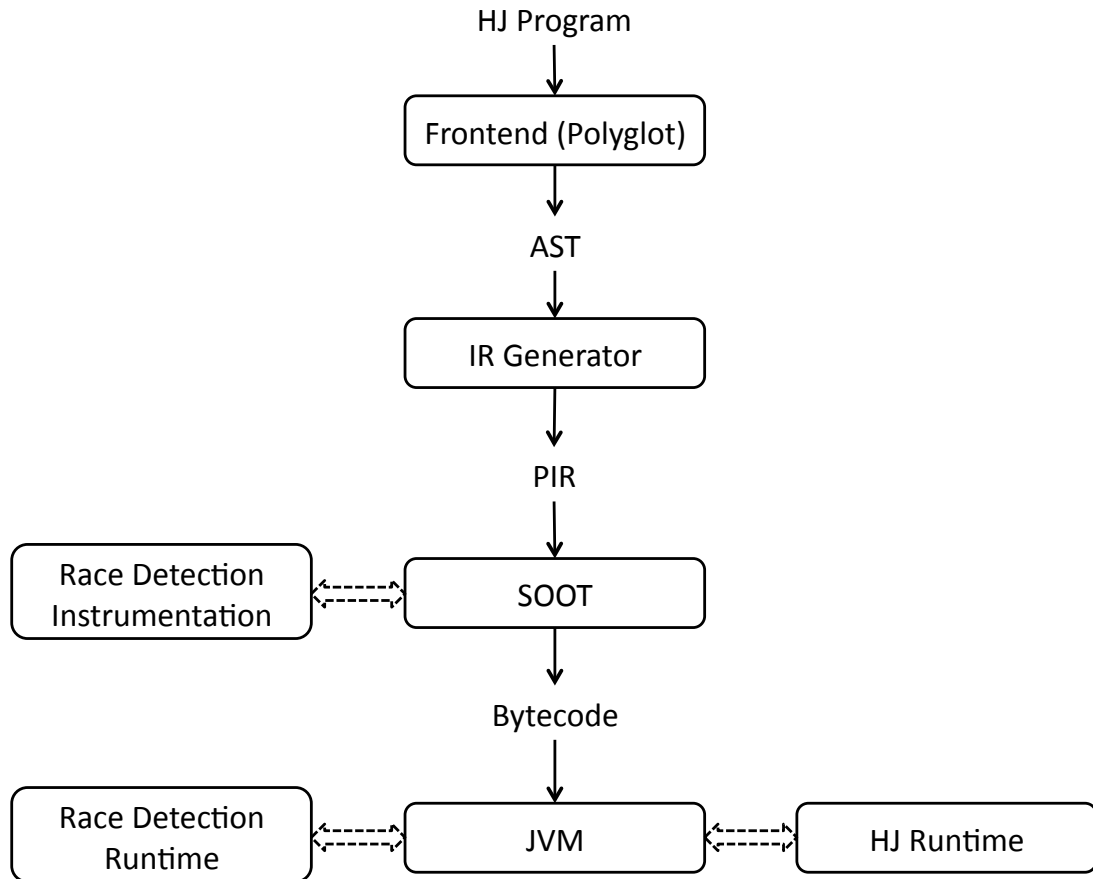 HJ Program
Frontend (Polyglot)
AST
IR Generator
PIR
Race Detection
Instrumentation
SOOT
Bytecode
Race Detection
Runtime
JVM
HJ Runtime